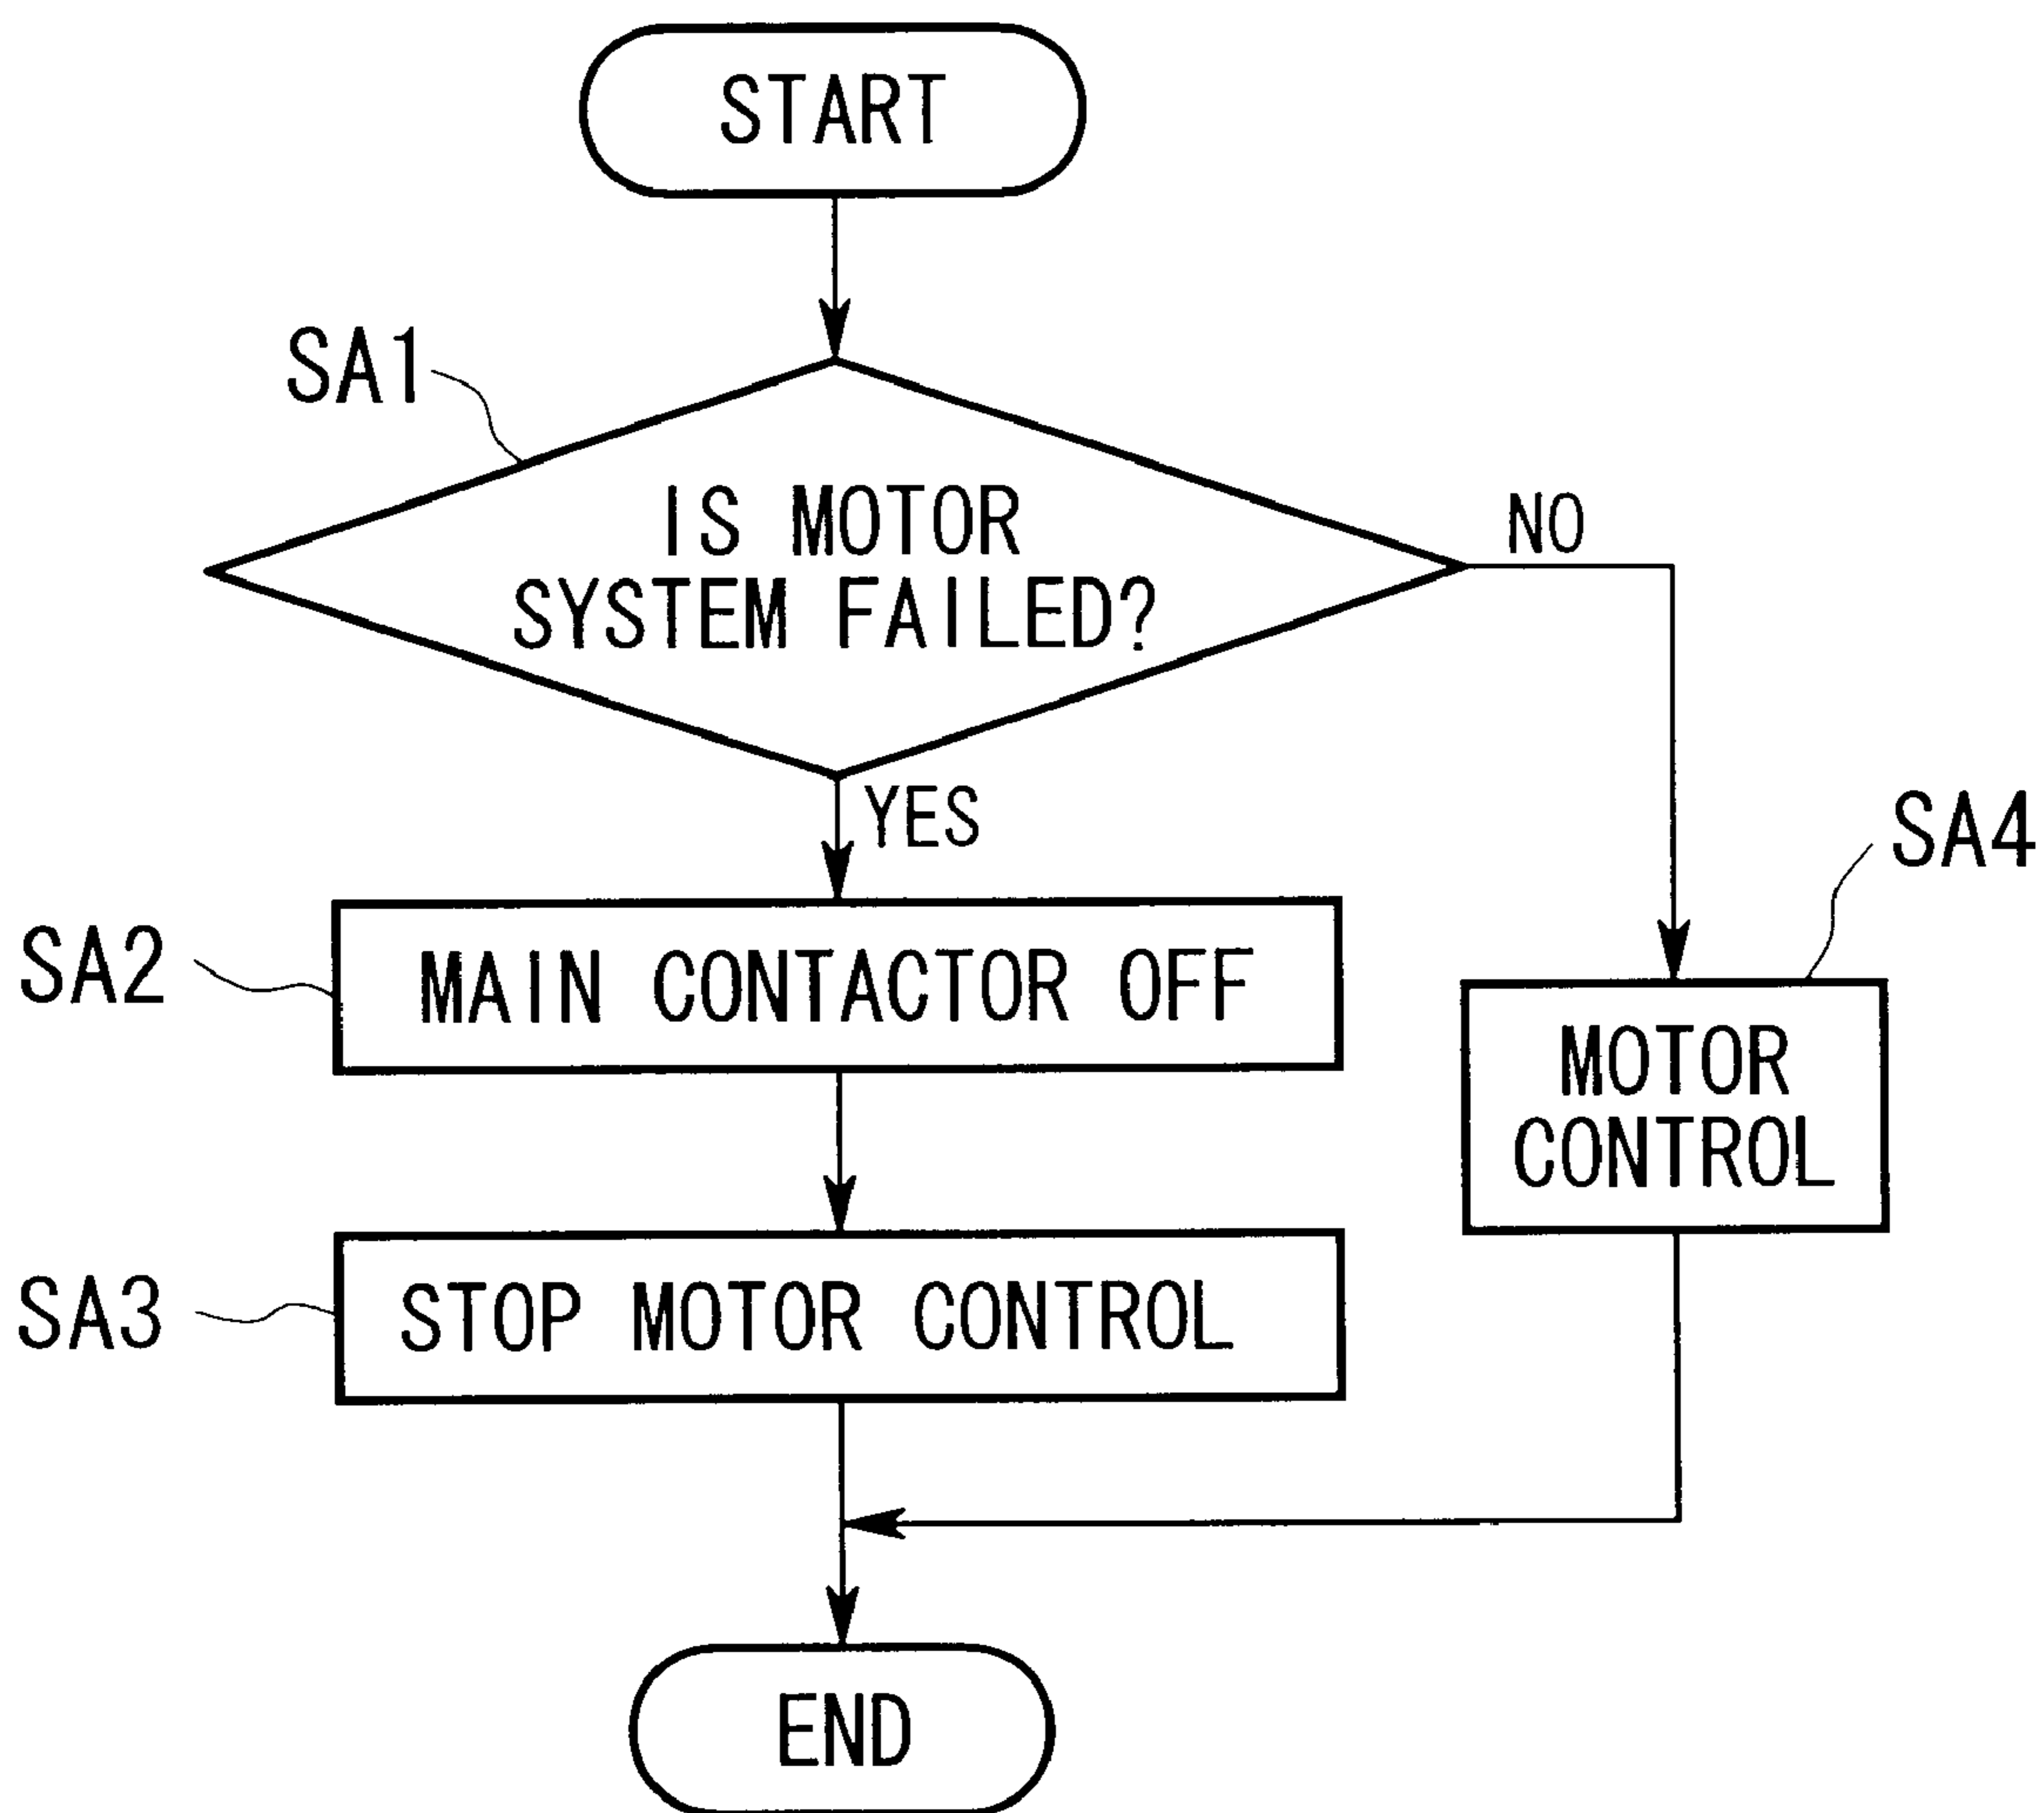 START
SA1
IS MOTOR
SYSTEM FAILED?
NO
YES
SA4
SA2
MAIN CONTACTOR OFF
MOTOR
CONTROL
SA3
STOP MOTOR CONTROL
END